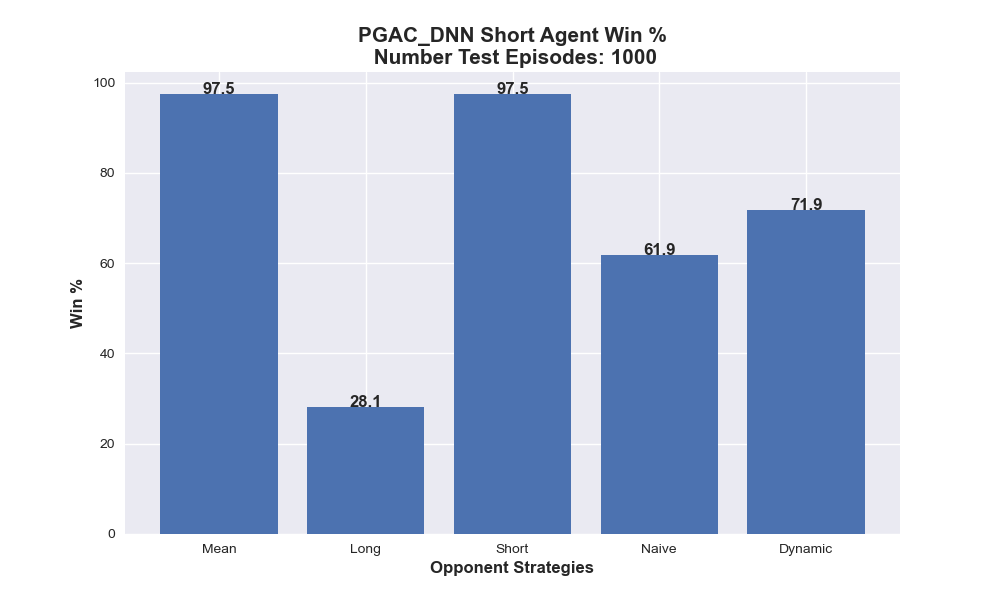 PGAC_DNN Short Agent Win %
Number Test Episodes: 1000
Win %
100
80
60
40
20
0
97.5
28.1
97.5
61.9
71.9
Mean
Long
Short
Naive
Dynamic
Opponent Strategies